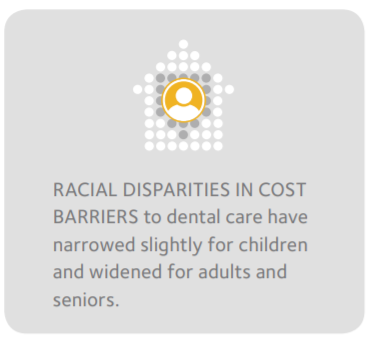 RACIAL DISPARITIES IN COST
BARRIERS to dental care have
narrowed slightly for children
and widened for adults and
seniors.